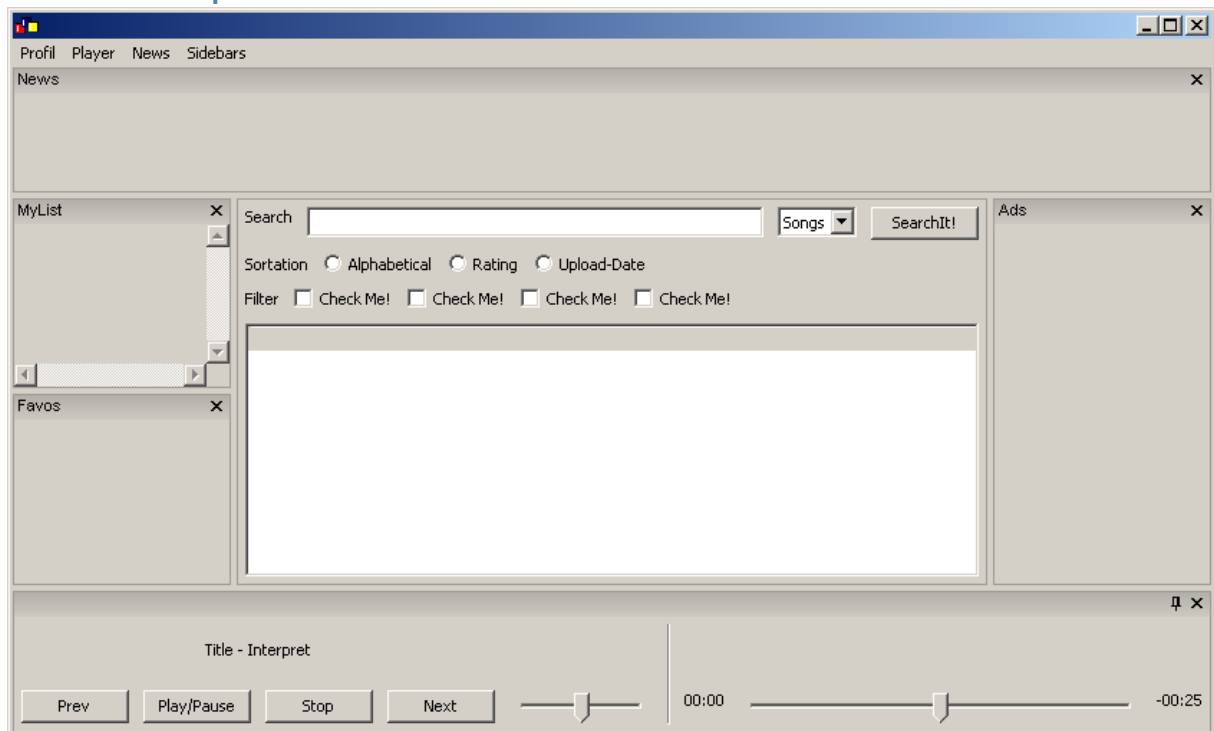 Profil Player News Sidebars
News
MyList
Search Songs SearchIt!
Ads
Sortation Alphabetical Rating Upload-Date
Filter Check Me! Check Me! Check Me! Check Me!
Favos
Title - Interpret
Prev Play/Pause Stop Next 00:00 -00:25